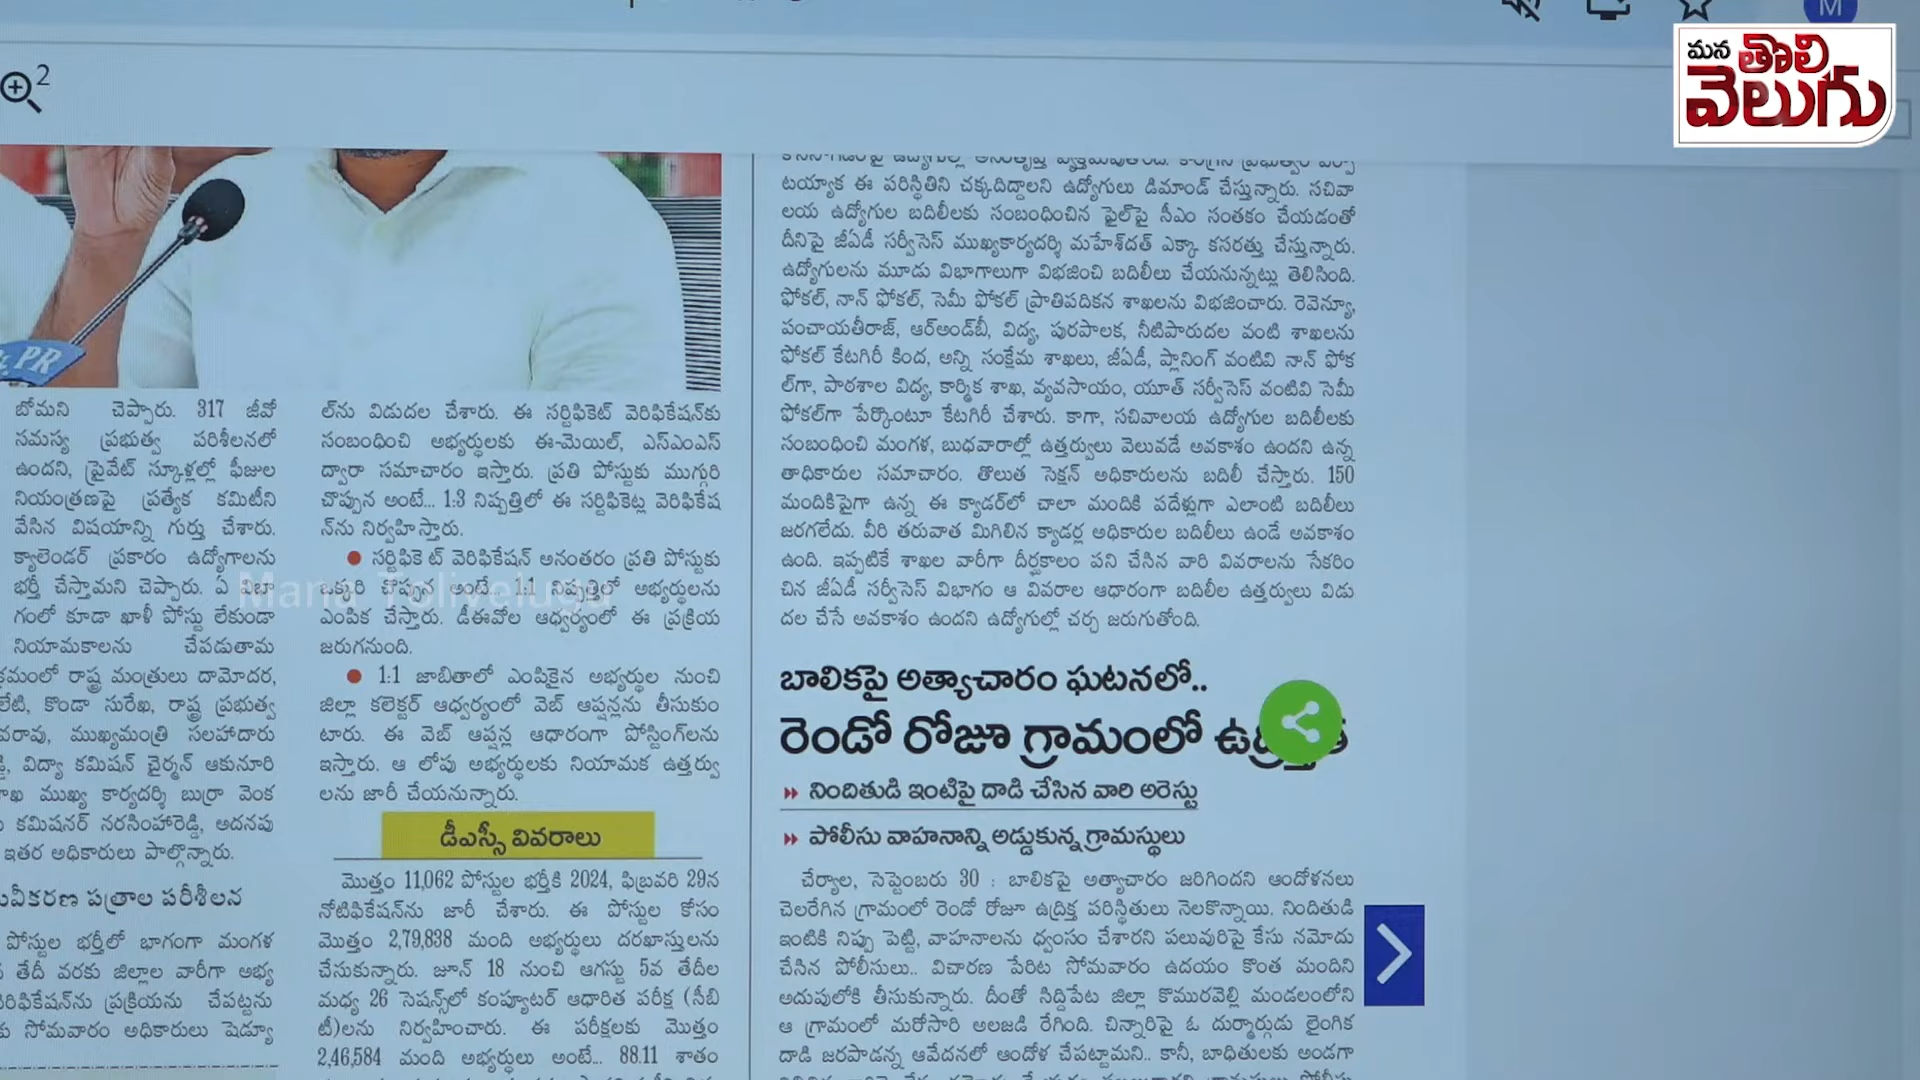 2
M
మన
తొలి
వెలుగు
PR
Mana Tolivelugu
బోమని చెప్పారు. 317 జీవో
సమస్య ప్రభుత్వ పరిశీలనలో
ఉందని, ప్రైవేట్ స్కూళ్లల్లో ఫీజుల
నియంత్రణపై ప్రత్యేక కమిటీని
వేసిన విషయాన్ని గుర్తు చేశారు.
క్యాలెండర్ ప్రకారం ఉద్యోగాలను
భర్తీ చేస్తామని చెప్పారు. ఏ విభా
గంలో కూడా ఖాళీ పోస్టు లేకుండా
నియామకాలను చేపడుతామ
రాష్ట్ర మంత్రులు దామోదర,
కొండా సురేఖ, రాష్ట్ర ప్రభుత్వ
ముఖ్యమంత్రి సలహాదారు
విద్యా కమిషన్ చైర్మన్ ఆకునూరి
ముఖ్య కార్యదర్శి బుర్రా వెంక
కమిషనర్ నరసింహారెడ్డి, అదనపు
ఇతర అధికారులు పాల్గొన్నారు.
పత్రాల పరిశీలన
పోస్టుల భర్తీలో భాగంగా మంగళ
తేదీ వరకు జిల్లాల వారీగా అభ్య
ప్రక్రియను చేపట్టను
సోమవారం అధికారులు షెడ్యూ
ల్‌ను విడుదల చేశారు. ఈ సర్టిఫికెట్ వెరిఫికేషన్‌కు
సంబంధించి అభ్యర్థులకు ఈ-మెయిల్, ఎస్ఎంఎస్
ద్వారా సమాచారం ఇస్తారు. ప్రతి పోస్టుకు ముగ్గురి
చొప్పున అంటే... 1:3 నిష్పత్తిలో ఈ సర్టిఫికెట్ల వెరిఫికేష
న్‌ను నిర్వహిస్తారు.
● సర్టిఫికెట్ వెరిఫికేషన్ అనంతరం ప్రతి పోస్టుకు
ఒక్కరి చొప్పున అంటే.. 1:1 నిష్పత్తిలో అభ్యర్థులను
ఎంపిక చేస్తారు. డీఈవోల ఆధ్వర్యంలో ఈ ప్రక్రియ
జరుగనుంది.
● 1:1 జాబితాలో ఎంపికైన అభ్యర్థుల నుంచి
జిల్లా కలెక్టర్ ఆధ్వర్యంలో వెబ్ ఆప్షన్లను తీసుకుం
టారు. ఈ వెబ్ ఆప్షన్ల ఆధారంగా పోస్టింగ్‌లను
ఇస్తారు. ఆ లోపు అభ్యర్థులకు నియామక ఉత్తర్వు
లను జారీ చేయనున్నారు.
డీఎస్సీ వివరాలు
మొత్తం 11,062 పోస్టుల భర్తీకి 2024, ఫిబ్రవరి 29న
నోటిఫికేషన్‌ను జారీ చేశారు. ఈ పోస్టుల కోసం
మొత్తం 2,79,838 మంది అభ్యర్థులు దరఖాస్తులను
చేసుకున్నారు. జూన్ 18 నుంచి ఆగస్టు 5వ తేదీల
మధ్య 26 సెషన్స్‌లో కంప్యూటర్ ఆధారిత పరీక్ష (సీబీ
టీ)లను నిర్వహించారు. ఈ పరీక్షలకు మొత్తం
2,46,584 మంది అభ్యర్థులు అంటే... 88.11 శాతం
టయ్యాక ఈ పరిస్థితిని చక్కదిద్దాలని ఉద్యోగులు డిమాండ్ చేస్తున్నారు. సచివా
లయ ఉద్యోగుల బదిలీలకు సంబంధించిన ఫైల్‌పై సీఎం సంతకం చేయడంతో
దీనిపై జీఏడీ సర్వీసెస్ ముఖ్యకార్యదర్శి మహేశ్‌దత్ ఎక్కా కసరత్తు చేస్తున్నారు.
ఉద్యోగులను మూడు విభాగాలుగా విభజించి బదిలీలు చేయనున్నట్లు తెలిసింది.
ఫోకల్, నాన్ ఫోకల్, సెమీ ఫోకల్ ప్రాతిపదికన శాఖలను విభజించారు. రెవెన్యూ,
పంచాయతీరాజ్, ఆర్అండ్‌బీ, విద్య, పురపాలక, నీటిపారుదల వంటి శాఖలను
ఫోకల్ కేటగిరీ కింద, అన్ని సంక్షేమ శాఖలు, జీఏడీ, ప్లానింగ్ వంటివి నాన్ ఫోక
ల్‌గా, పాఠశాల విద్య, కార్మిక శాఖ, వ్యవసాయం, యూత్ సర్వీసెస్ వంటివి సెమీ
ఫోకల్‌గా పేర్కొంటూ కేటగిరీ చేశారు. కాగా, సచివాలయ ఉద్యోగుల బదిలీలకు
సంబంధించి మంగళ, బుధవారాల్లో ఉత్తర్వులు వెలువడే అవకాశం ఉందని ఉన్న
తాధికారుల సమాచారం. తొలుత సెక్షన్ అధికారులను బదిలీ చేస్తారు. 150
మందికిపైగా ఉన్న ఈ క్యాడర్‌లో చాలా మందికి పదేళ్లుగా ఎలాంటి బదిలీలు
జరగలేదు. వీరి తరువాత మిగిలిన క్యాడర్ల అధికారుల బదిలీలు ఉండే అవకాశం
ఉంది. ఇప్పటికే శాఖల వారీగా దీర్ఘకాలం పని చేసిన వారి వివరాలను సేకరిం
చిన జీఏడీ సర్వీసెస్ విభాగం ఆ వివరాల ఆధారంగా బదిలీల ఉత్తర్వులు విడు
దల చేసే అవకాశం ఉందని ఉద్యోగుల్లో చర్చ జరుగుతోంది.
బాలికపై అత్యాచారం ఘటనలో..
రెండో రోజూ గ్రామంలో
నిందితుడి ఇంటిపై దాడి చేసిన వారి అరెస్టు
పోలీసు వాహనాన్ని అడ్డుకున్న గ్రామస్థులు
చేర్యాల, సెప్టెంబరు 30 : బాలికపై అత్యాచారం జరిగిందని ఆందోళనలు
చెలరేగిన గ్రామంలో రెండో రోజూ ఉద్రిక్త పరిస్థితులు నెలకొన్నాయి. నిందితుడి
ఇంటికి నిప్పు పెట్టి, వాహనాలను ధ్వంసం చేశారని పలువురిపై కేసు నమోదు
చేసిన పోలీసులు.. విచారణ పేరిట సోమవారం ఉదయం కొంత మందిని
అదుపులోకి తీసుకున్నారు. దీంతో సిద్దిపేట జిల్లా కొమురవెల్లి మండలంలోని
ఆ గ్రామంలో మరోసారి అలజడి రేగింది. చిన్నారిపై ఓ దుర్మార్గుడు లైంగిక
దాడి జరపాడన్న ఆవేదనలో ఆందోళ చేపట్టామని.. కానీ, బాధితులకు అండగా